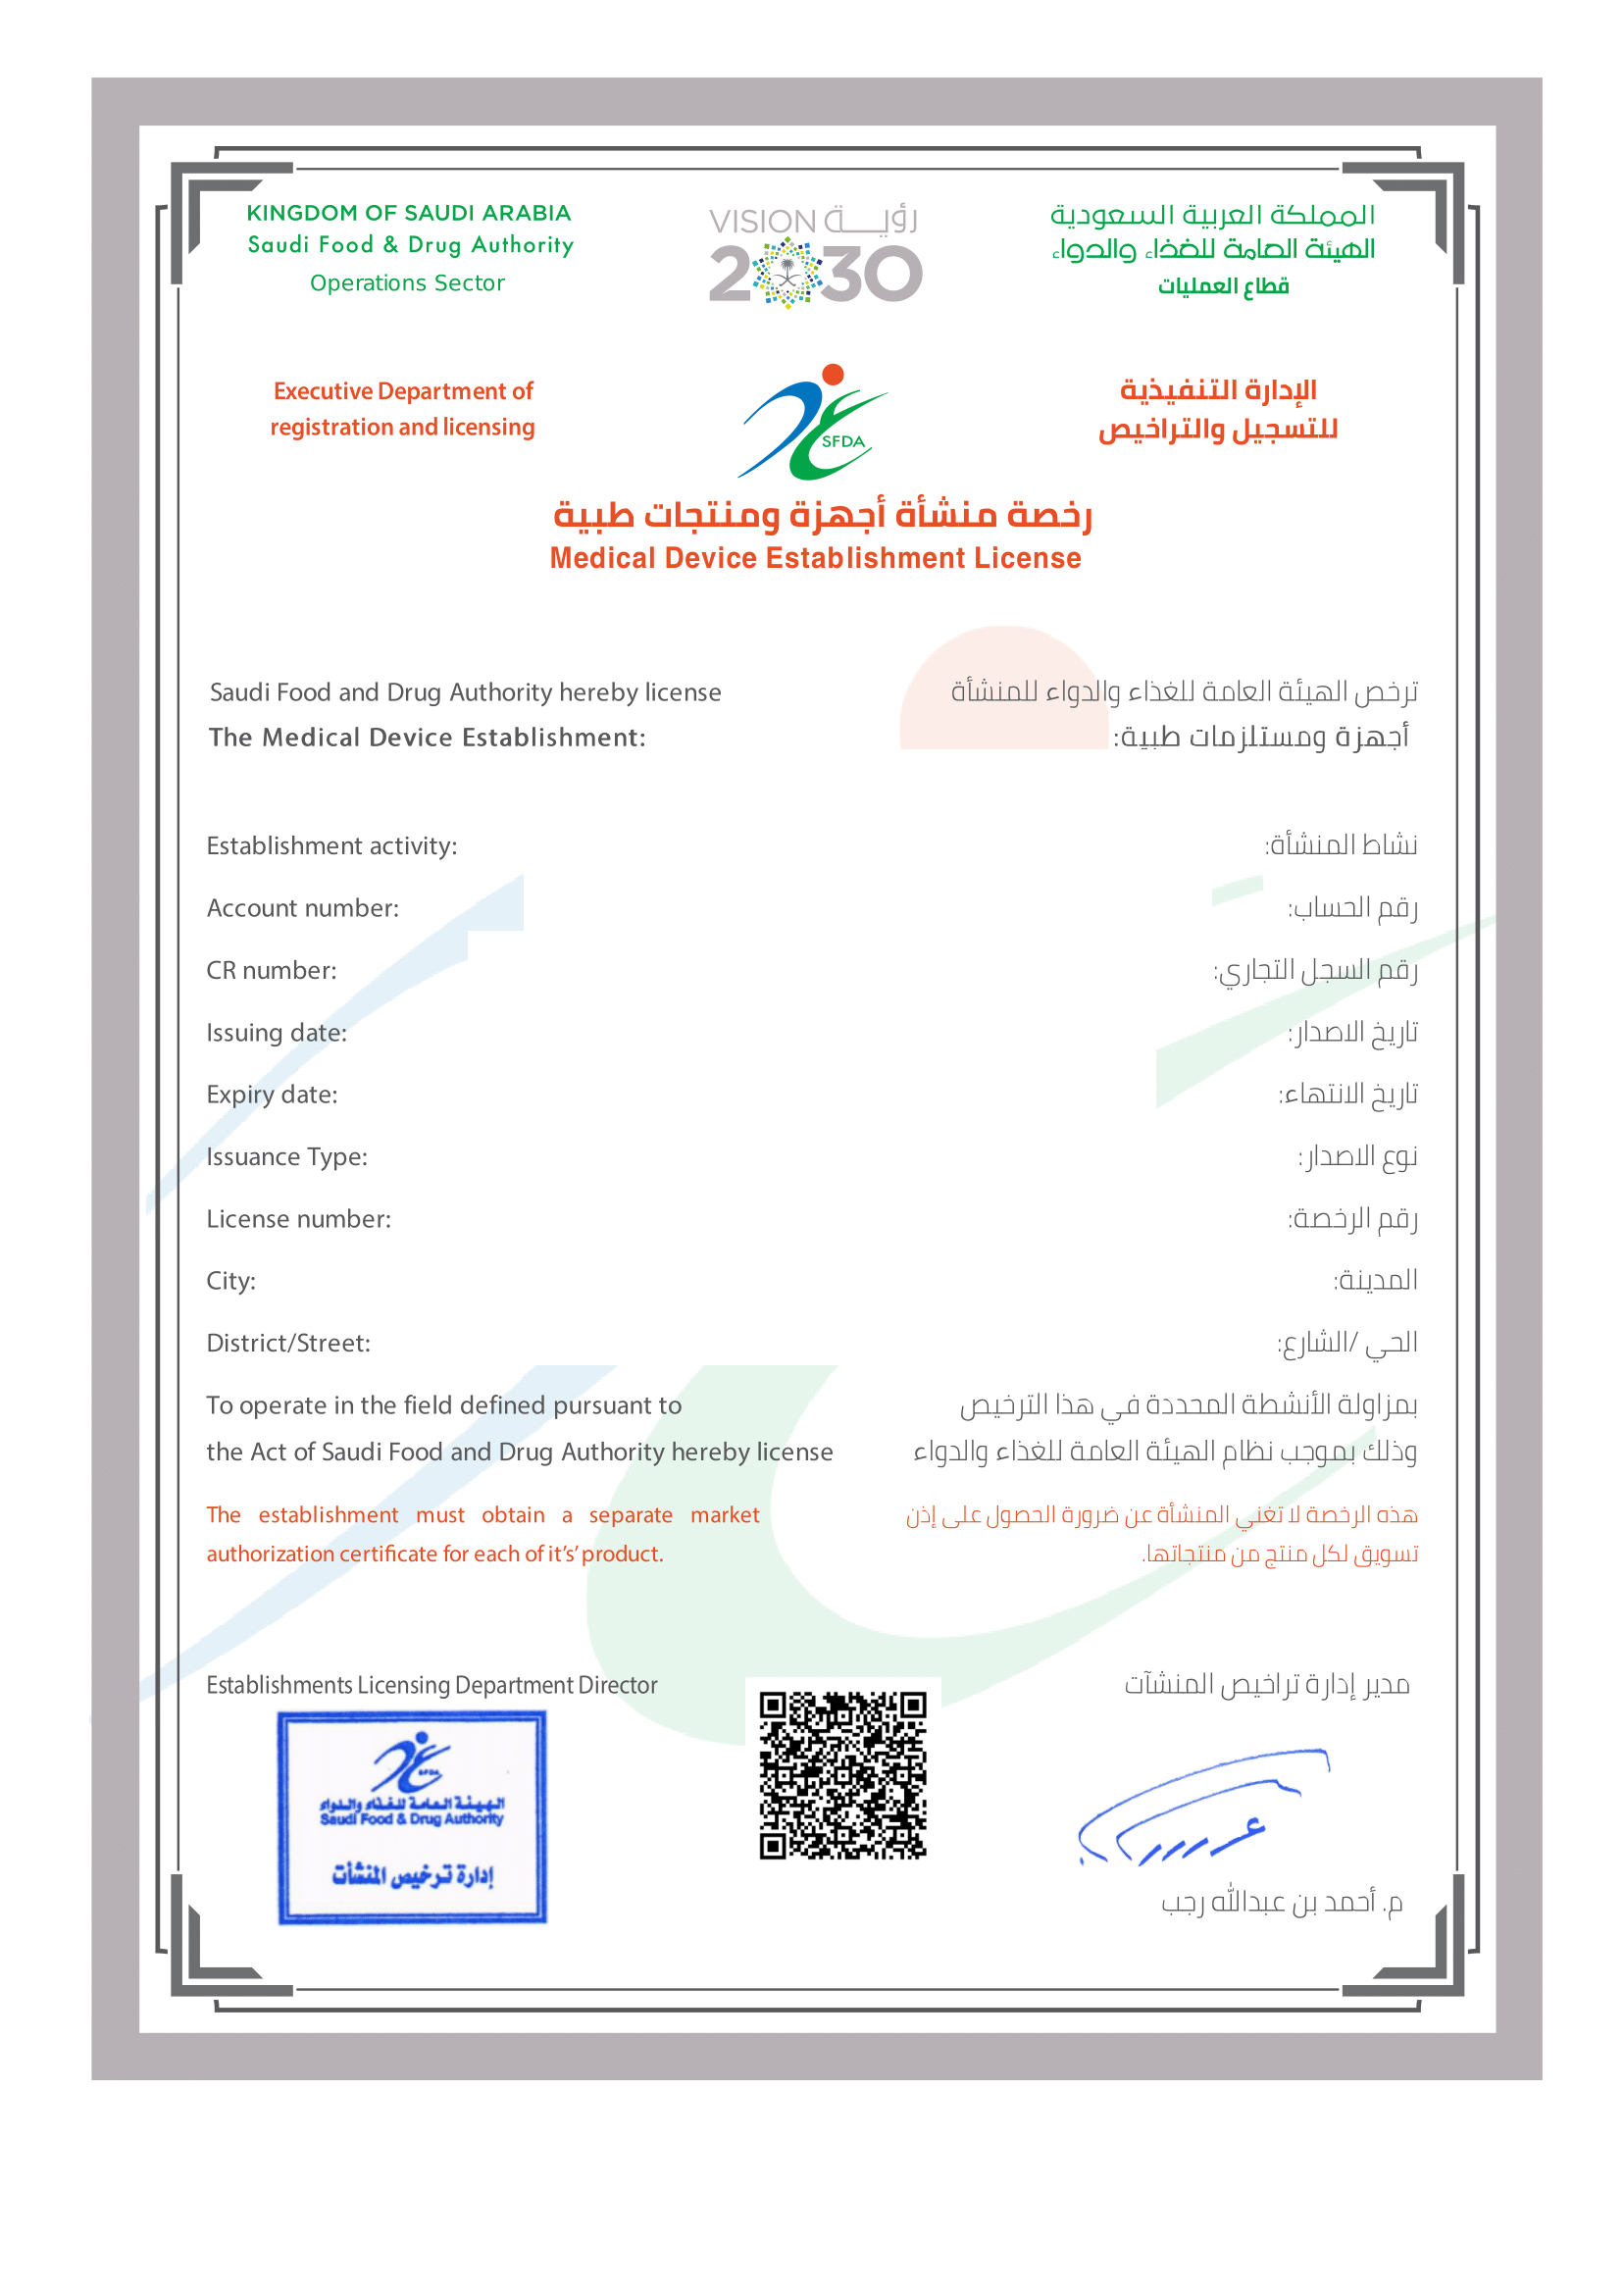 KINGDOM OF SAUDI ARABIA
Saudi Food & Drug Authority
Operations Sector
VISION رؤيـــة
2030
المملكة العربية السعودية
الهيئة العامة للغذاء والدواء
قطاع العمليات
Executive Department of
registration and licensing
SFDA
الإدارة التنفيذية
للتسجيل والتراخيص
رخصة منشأة أجهزة ومنتجات طبية
Medical Device Establishment License
Saudi Food and Drug Authority hereby license
ترخص الهيئة العامة للغذاء والدواء للمنشأة
The Medical Device Establishment:
أجهزة ومستلزمات طبية:
Establishment activity:
نشاط المنشأة:
Account number:
رقم الحساب:
CR number:
رقم السجل التجاري:
Issuing date:
تاريخ الاصدار:
Expiry date:
تاريخ الانتهاء:
Issuance Type:
نوع الاصدار:
License number:
رقم الرخصة:
City:
المدينة:
District/Street:
الحي /الشارع:
To operate in the field defined pursuant to
بمزاولة الأنشطة المحددة في هذا الترخيص
the Act of Saudi Food and Drug Authority hereby license
وذلك بموجب نظام الهيئة العامة للغذاء والدواء
The establishment must obtain a separate market
هذه الرخصة لا تغني المنشأة عن ضرورة الحصول على إذن
authorization certificate for each of it's' product.
تسويق لكل منتج من منتجاتها.
Establishments Licensing Department Director
مدير إدارة تراخيص المنشآت
SFDA
الهيئة العامة للغذاء والدواء
Saudi Food & Drug Authority
إدارة ترخيص المنشأت
م. أحمد بن عبدالله رجب